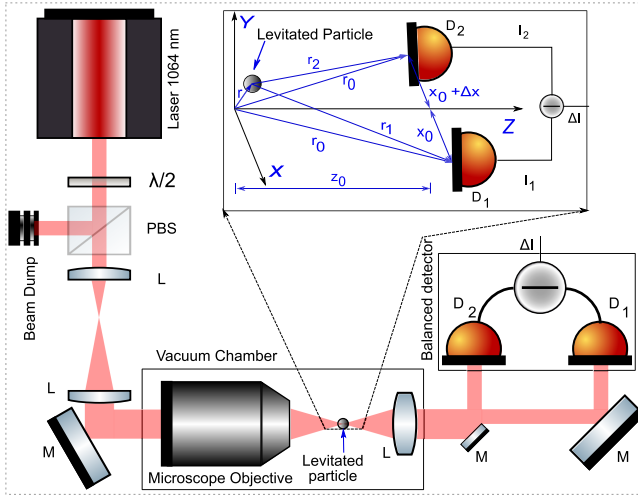 Laser 1064 nm
λ/2
PBS
Beam Dump
L
L
M
Y
Levitated Particle
D2
I2
r2
r0
r
x0 +Δx
Z
ΔI
r1
x0
r0
X
z0
D1
I1
Balanced detector
ΔI
D2
D1
Vacuum Chamber
Microscope Objective
Levitated
particle
L
M
M